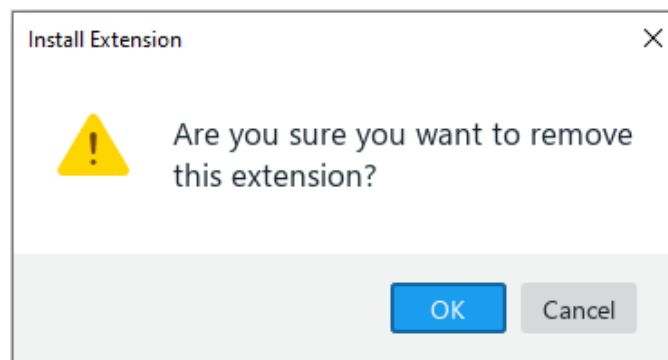 Install Extension
Are you sure you want to remove
this extension?
OK
Cancel